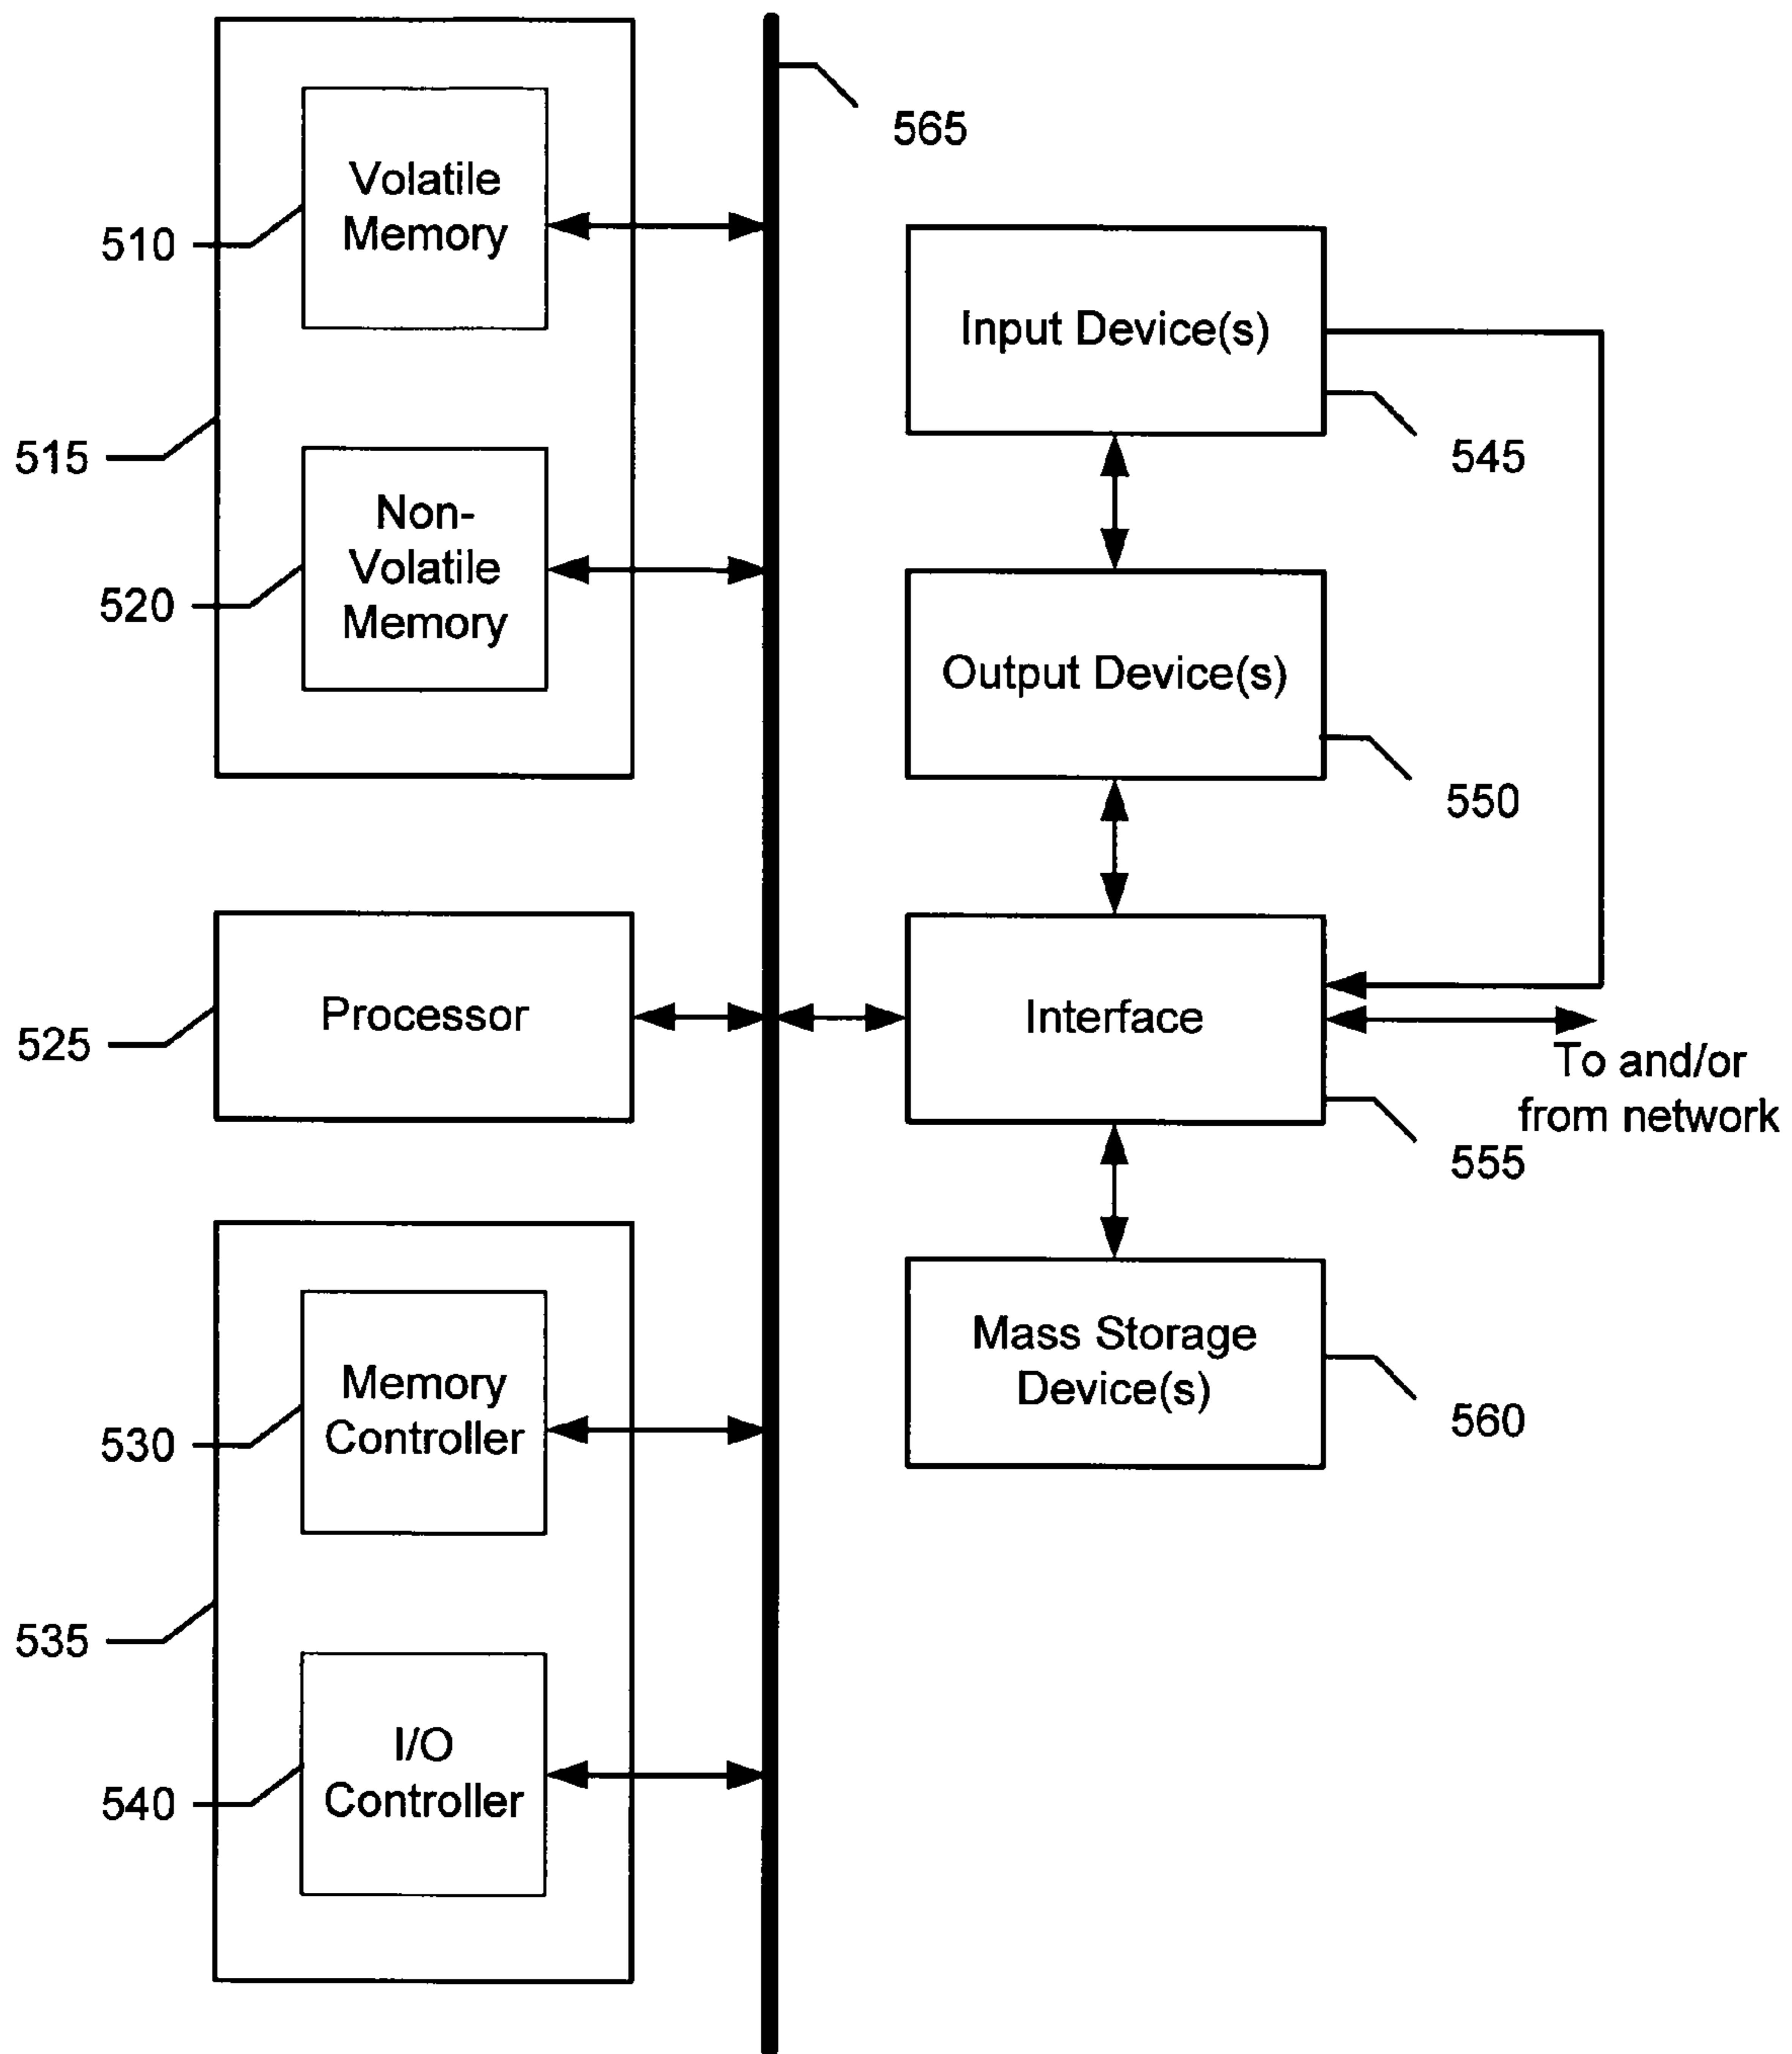 565
Volatile
Memory
510
515
Non-
Volatile
Memory
520
Input Device(s)
545
Output Device(s)
550
Processor
525
Interface
To and/or
from network
555
Memory
Controller
530
535
I/O
Controller
540
Mass Storage
Device(s)
560